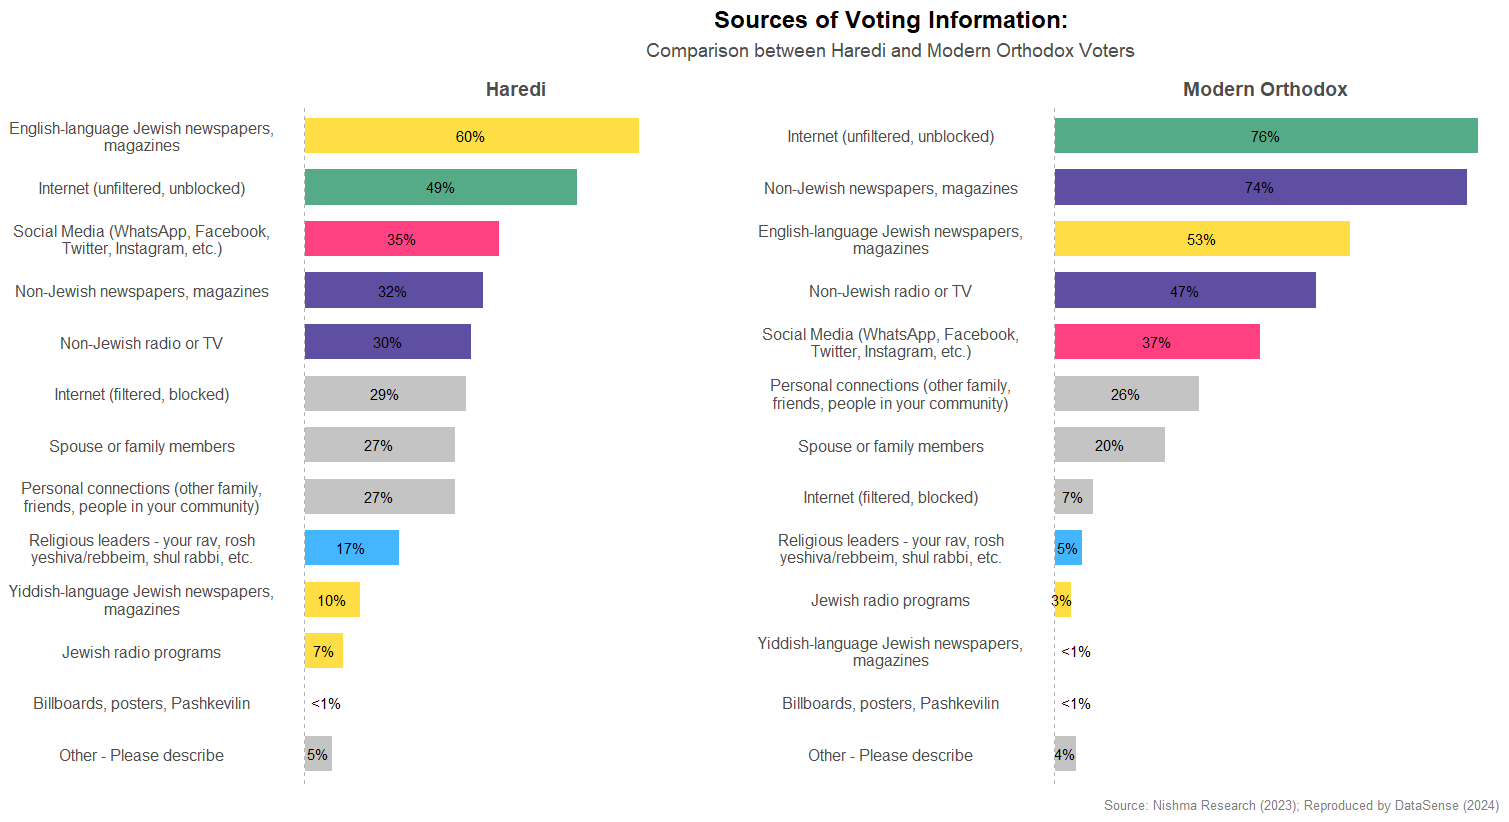 Sources of Voting Information:
Comparison between Haredi and Modern Orthodox Voters
Haredi
English-language Jewish newspapers,
magazines
60%
Internet (unfiltered, unblocked)
49%
Social Media (WhatsApp, Facebook,
Twitter, Instagram, etc.)
35%
Non-Jewish newspapers, magazines
32%
Non-Jewish radio or TV
30%
Internet (filtered, blocked)
29%
Spouse or family members
27%
Personal connections (other family,
friends, people in your community)
27%
Religious leaders - your rav, rosh
yeshiva/rebbeim, shul rabbi, etc.
17%
Yiddish-language Jewish newspapers,
magazines
10%
Jewish radio programs
7%
Billboards, posters, Pashkevilin
<1%
Other - Please describe
5%
Modern Orthodox
Internet (unfiltered, unblocked)
76%
Non-Jewish newspapers, magazines
74%
English-language Jewish newspapers,
magazines
53%
Non-Jewish radio or TV
47%
Social Media (WhatsApp, Facebook,
Twitter, Instagram, etc.)
37%
Personal connections (other family,
friends, people in your community)
26%
Spouse or family members
20%
Internet (filtered, blocked)
7%
Religious leaders - your rav, rosh
yeshiva/rebbeim, shul rabbi, etc.
5%
Jewish radio programs
3%
Yiddish-language Jewish newspapers,
magazines
<1%
Billboards, posters, Pashkevilin
<1%
Other - Please describe
4%
Source: Nishma Research (2023); Reproduced by DataSense (2024)